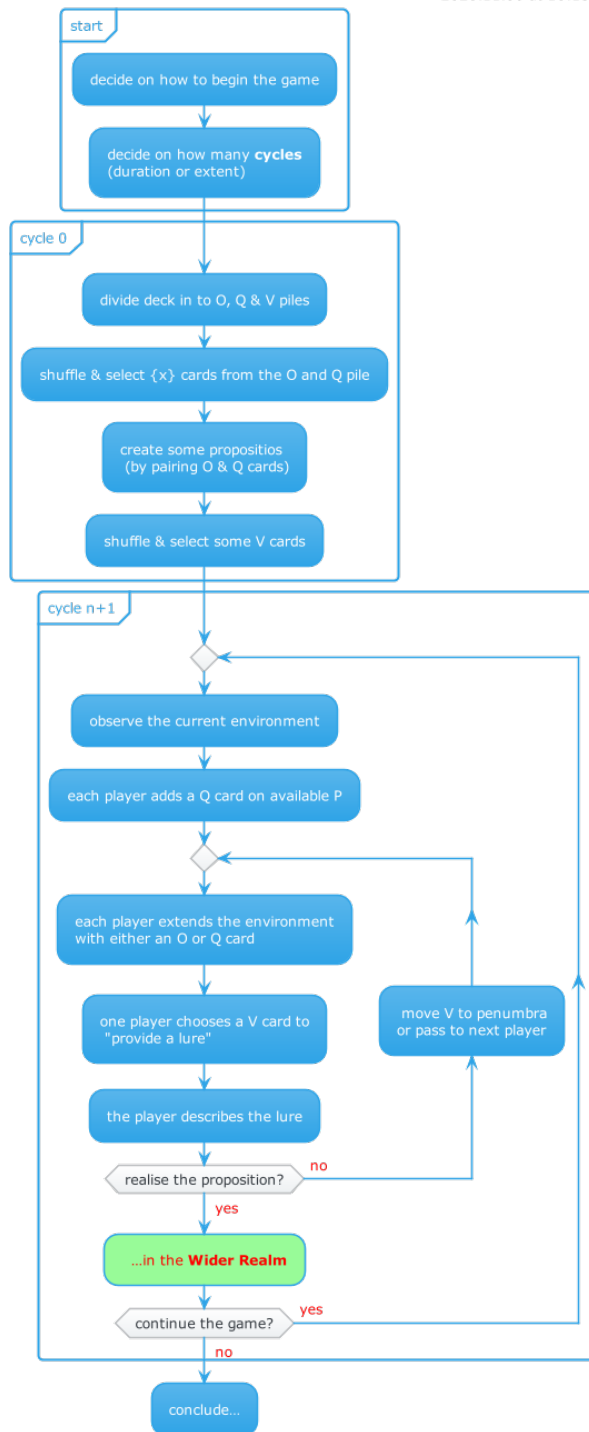 start
decide on how to begin the game
decide on how many cycles
(duration or extent)
cycle 0
divide deck in to O, Q & V piles
shuffle & select {x} cards from the O and Q pile
create some propositios
(by pairing O & Q cards)
shuffle & select some V cards
cycle n+1
observe the current environment
each player adds a Q card on available P
each player extends the environment
with either an O or Q card
one player chooses a V card to
"provide a lure"
move V to penumbra
or pass to next player
the player describes the lure
realise the proposition?
no
yes
...in the Wider Realm
continue the game?
yes
no
conclude...